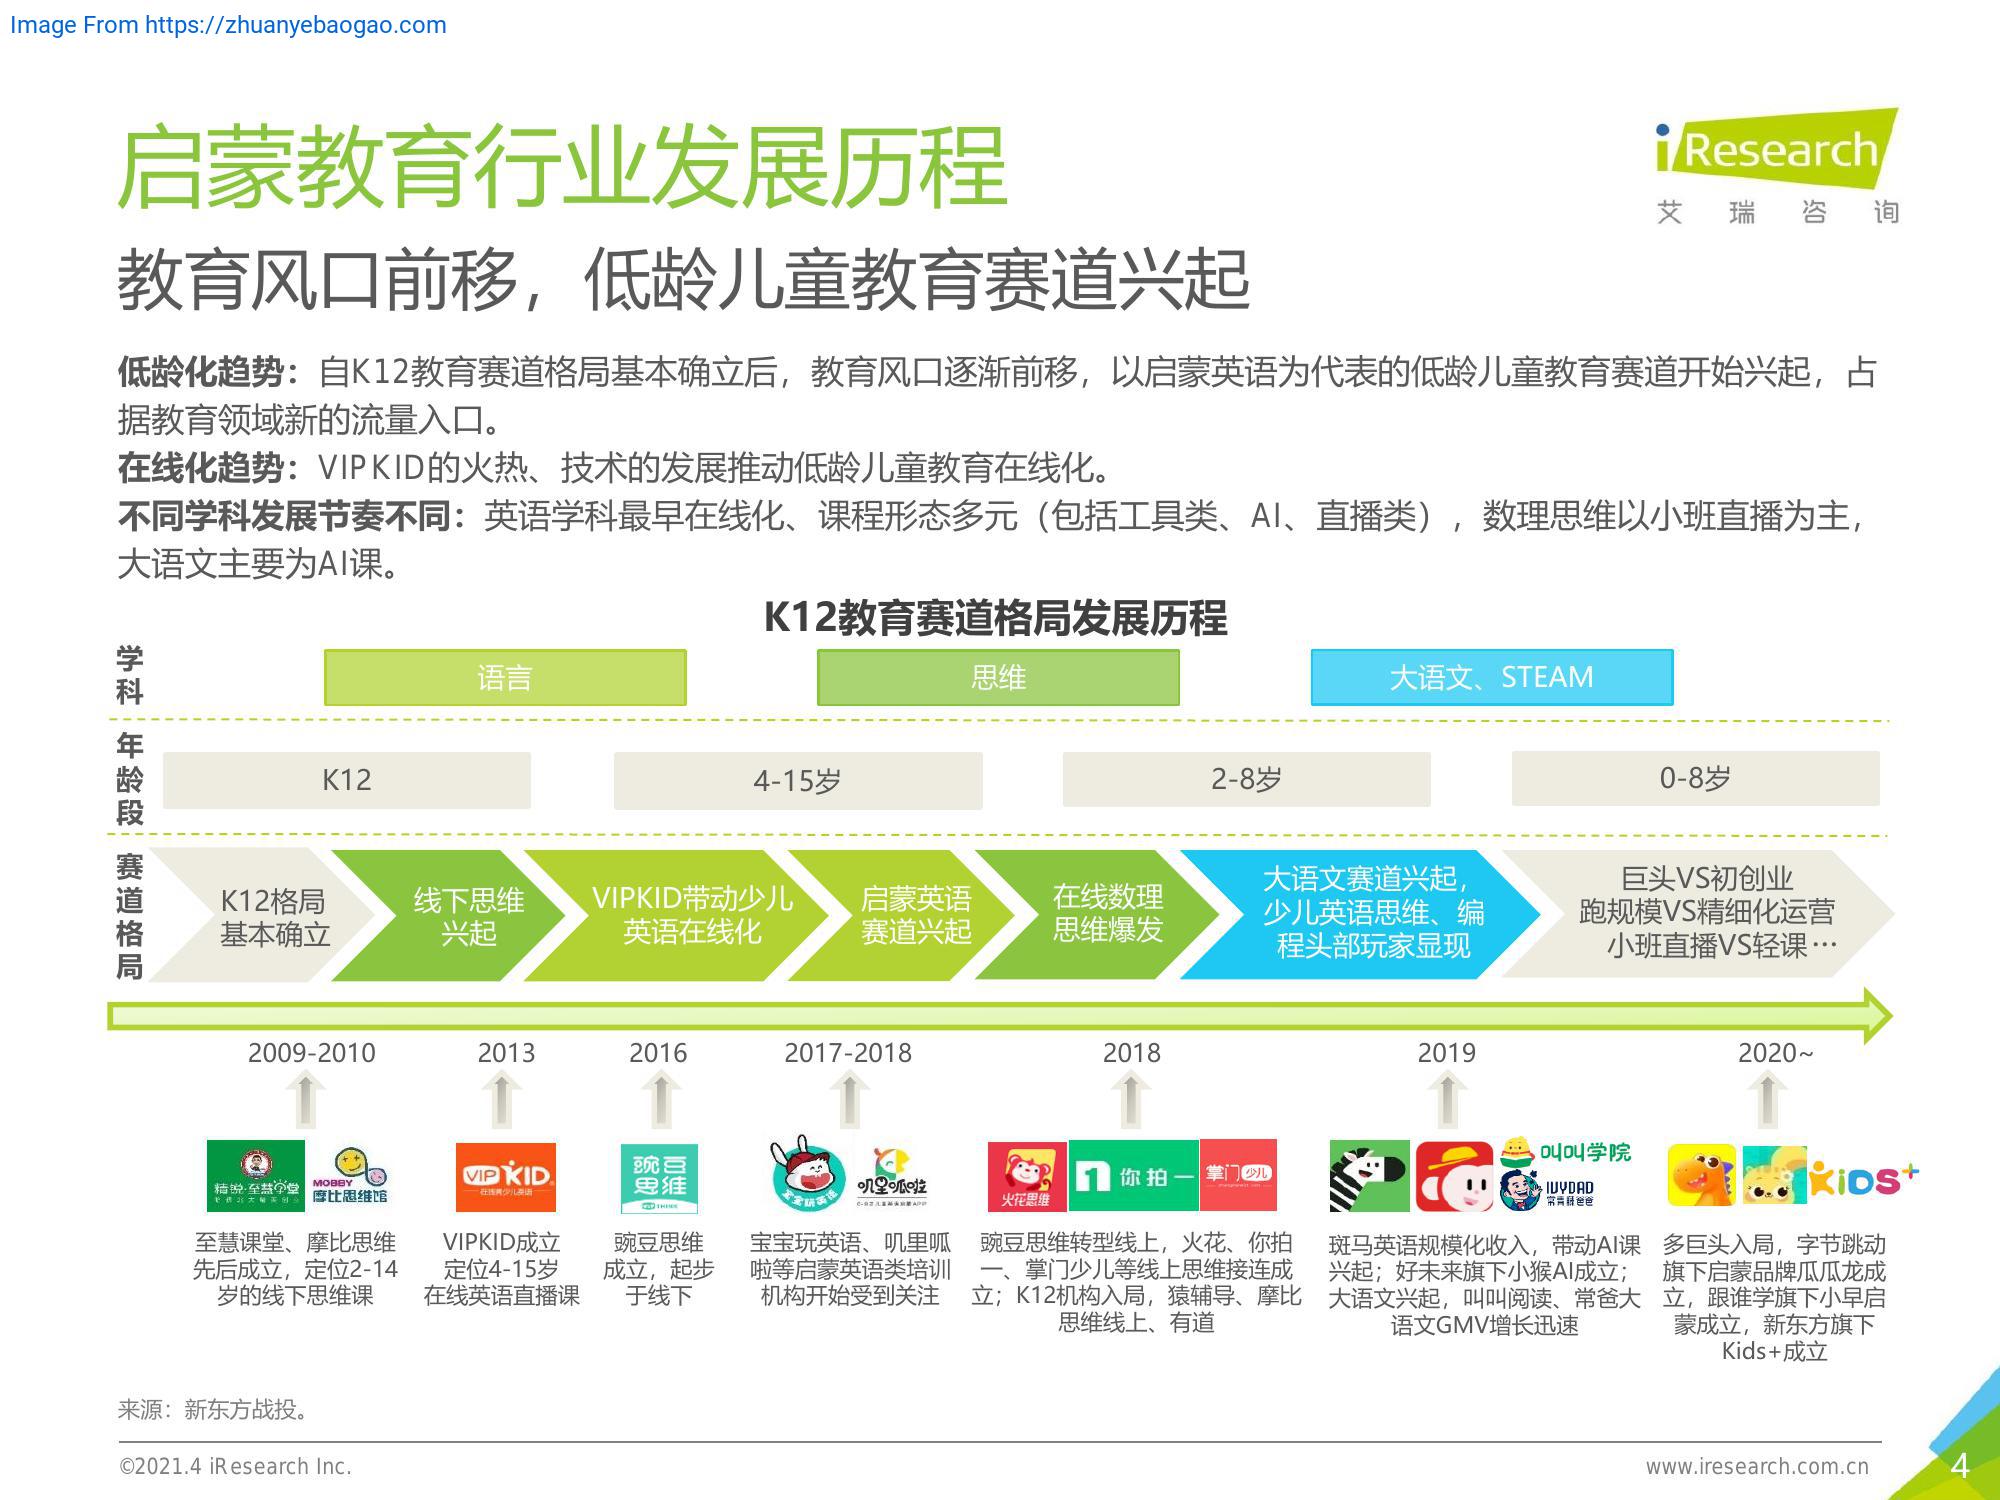 Image From https://zhuanyebaogao.com
启蒙教育行业发展历程
iResearch
艾瑞咨询
教育风口前移，低龄儿童教育赛道兴起
低龄化趋势：自K12教育赛道格局基本确立后，教育风口逐渐前移，以启蒙英语为代表的低龄儿童教育赛道开始兴起，占
据教育领域新的流量入口。
在线化趋势：VIPKID的火热、技术的发展推动低龄儿童教育在线化。
不同学科发展节奏不同：英语学科最早在线化、课程形态多元（包括工具类、AI、直播类），数理思维以小班直播为主，
大语文主要为AI课。
K12教育赛道格局发展历程
学科
语言
思维
大语文、STEAM
年龄段
K12
4-15岁
2-8岁
0-8岁
赛道格局
K12格局
基本确立
线下思维
兴起
VIPKID带动少儿
英语在线化
启蒙英语
赛道兴起
在线数理
思维爆发
大语文赛道兴起，
少儿英语思维、编
程头部玩家显现
巨头VS初创业
跑规模VS精细化运营
小班直播VS轻课…
2009-2010
2013
2016
2017-2018
2018
2019
2020~
精锐·至慧学堂
MOBBY
摩比思维馆
VIPKID
在线青少儿英语
豌豆
思维
VIPTHINK
宝宝玩英语
叽里呱啦
火花思维
你拍一
掌门少儿
叫叫学院
IVYDAD
常青藤爸爸
KiDS+
至慧课堂、摩比思维
先后成立，定位2-14
岁的线下思维课
VIPKID成立
定位4-15岁
在线英语直播课
豌豆思维
成立，起步
于线下
宝宝玩英语、叽里呱
啦等启蒙英语类培训
机构开始受到关注
豌豆思维转型线上，火花、你拍
一、掌门少儿等线上思维接连成
立；K12机构入局，猿辅导、摩比
思维线上、有道
斑马英语规模化收入，带动AI课
兴起；好未来旗下小猴AI成立；
大语文兴起，叫叫阅读、常爸大
语文GMV增长迅速
多巨头入局，字节跳动
旗下启蒙品牌瓜瓜龙成
立，跟谁学旗下小早启
蒙成立，新东方旗下
Kids+成立
来源：新东方战投。
©2021.4 iResearch Inc.
www.iresearch.com.cn
4